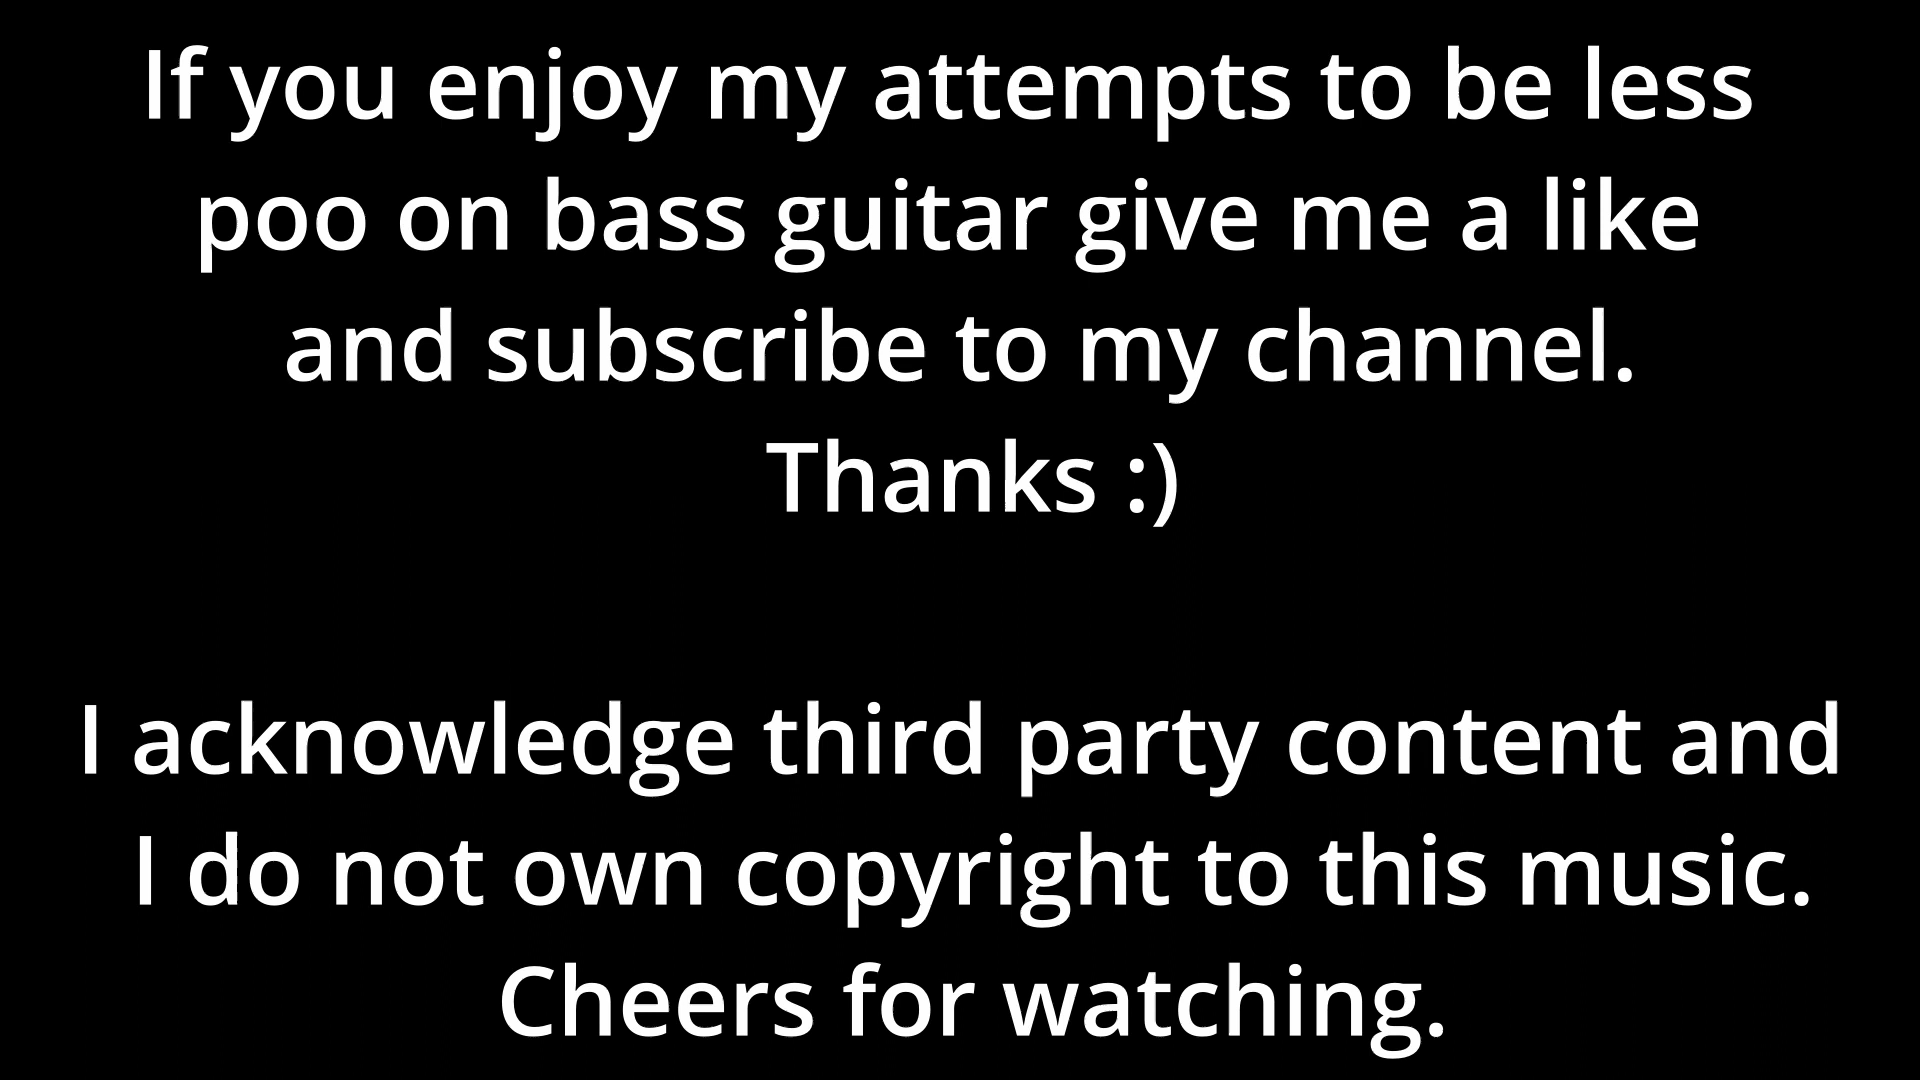 If you enjoy my attempts to be less
poo on bass guitar give me a like
and subscribe to my channel.
Thanks :)
I acknowledge third party content and
I do not own copyright to this music.
Cheers for watching.